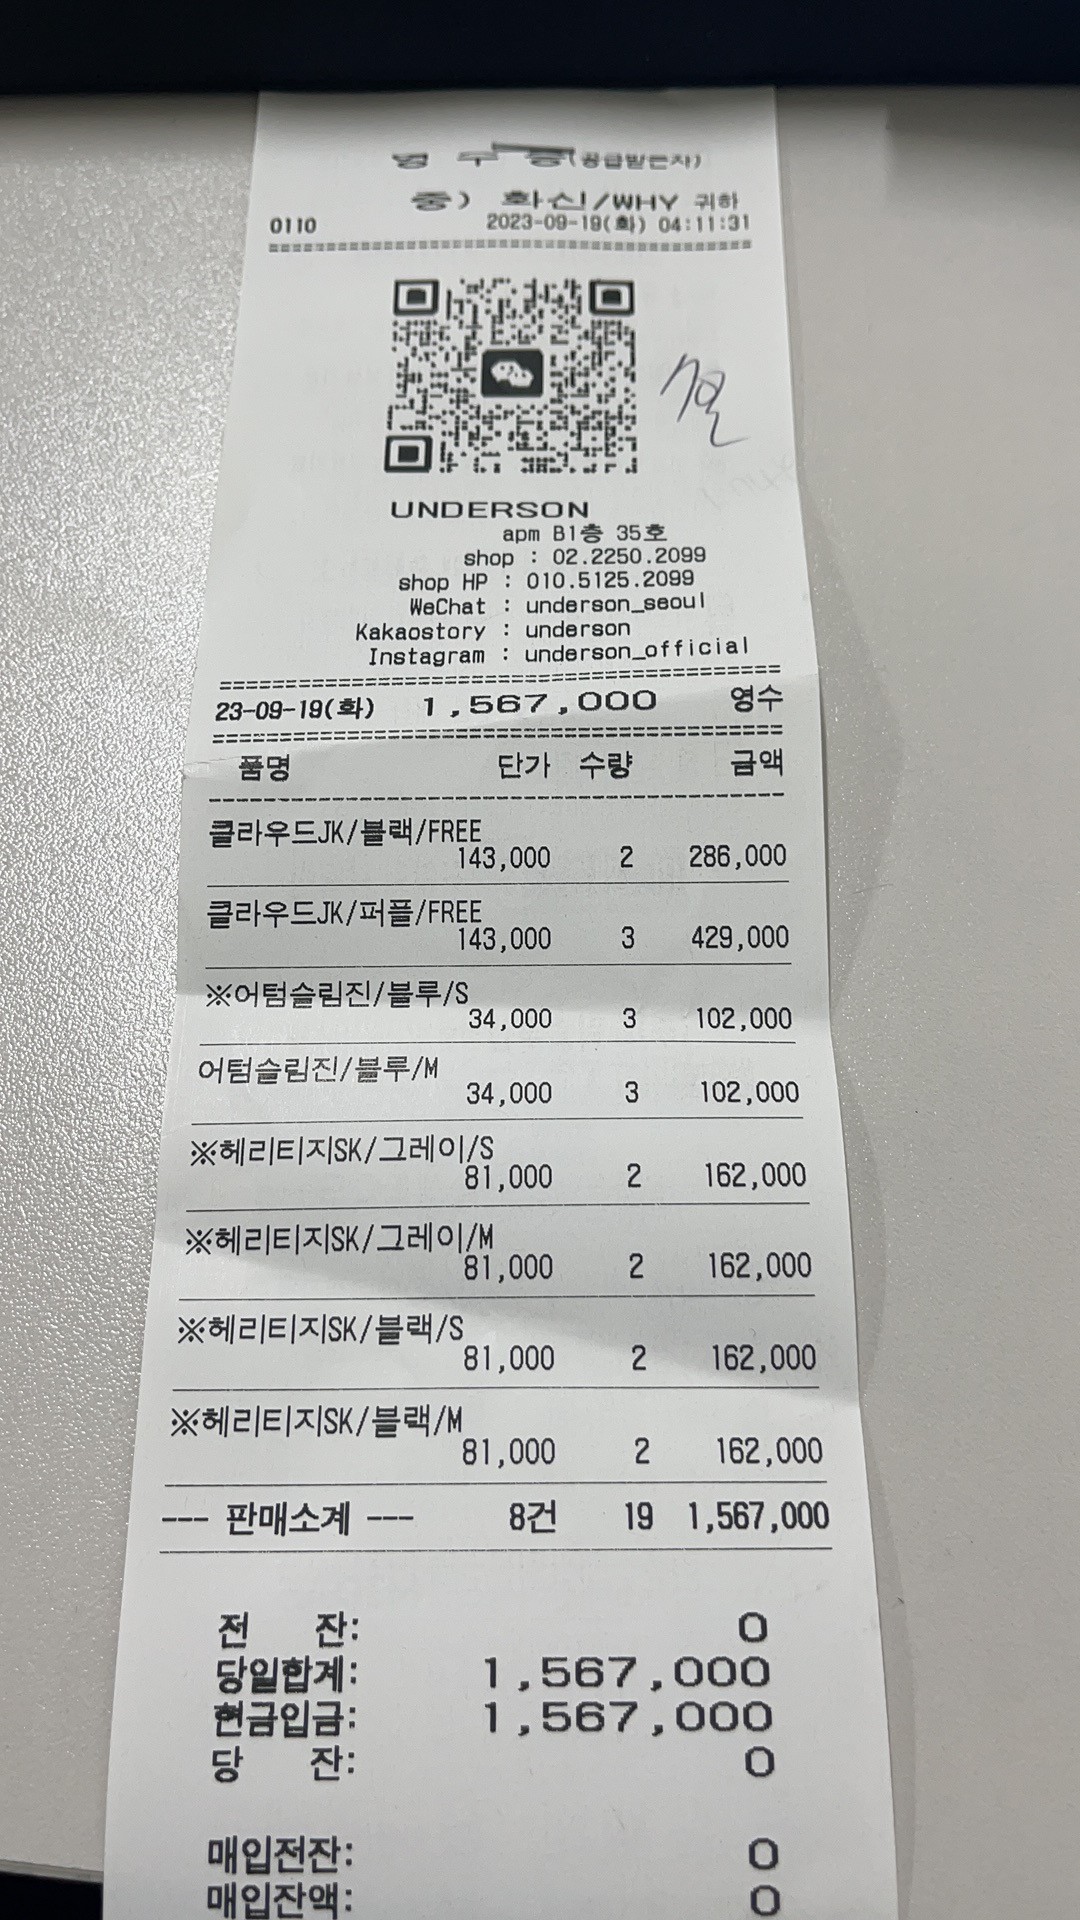 영 수 증(공급받는자)
중) 화신/WHY 귀하
0110 2023-09-19(화) 04:11:31
UNDERSON
apm B1층 35호
shop : 02.2250.2099
shop HP : 010.5125.2099
WeChat : underson_seoul
Kakaostory : underson
Instagram : underson_official
23-09-19(화) 1,567,000 영수
품명 단가 수량 금액
클라우드JK/블랙/FREE
143,000 2 286,000
클라우드JK/퍼플/FREE
143,000 3 429,000
※어텀슬림진/블루/S
34,000 3 102,000
어텀슬림진/블루/M
34,000 3 102,000
※헤리티지SK/그레이/S
81,000 2 162,000
※헤리티지SK/그레이/M
81,000 2 162,000
※헤리티지SK/블랙/S
81,000 2 162,000
※헤리티지SK/블랙/M
81,000 2 162,000
--- 판매소계 --- 8건 19 1,567,000
전 잔: 0
당일합계: 1,567,000
현금입금: 1,567,000
당 잔: 0
매입전잔: 0
매입잔액: 0